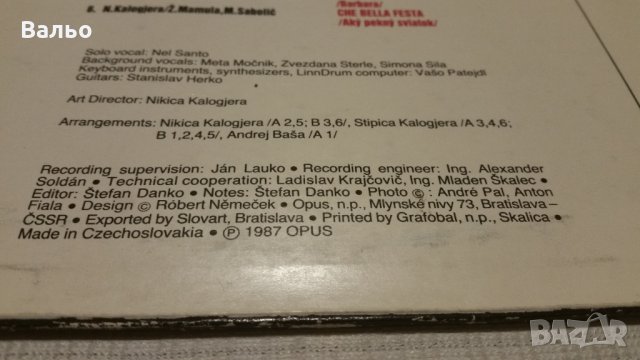 Вальо
6. N.Kalogjera/Ž.Mamula, M.Sabolić
/Barbara/
CHE BELLA FESTA
/Aký pekný sviatok/
Solo vocal: Nel Santo
Background vocals: Meta Močnik, Zvezdana Sterle, Simona Sila
Keyboard instruments, synthesizers, LinnDrum computer: Vašo Patejdl
Guitars: Stanislav Herko
Art Director: Nikica Kalogjera
Arrangements: Nikica Kalogjera /A 2,5; B 3,6/, Stipica Kalogjera /A 3,4,6;
B 1,2,4,5/, Andrej Baša /A 1/
Recording supervision: Ján Lauko • Recording engineer: Ing. Alexander
Soldán • Technical cooperation: Ladislav Krajčovič, Ing. Mladen Škalec •
Editor: Štefan Danko • Notes: Štefan Danko • Photo ©: André Pal, Anton
Fiala • Design © Róbert Némeček • Opus, n.p., Mlynské nivy 73, Bratislava–
ČSSR • Exported by Slovart, Bratislava • Printed by Grafobal, n.p., Skalica •
Made in Czechoslovakia • ℗ 1987 OPUS
BAZAR